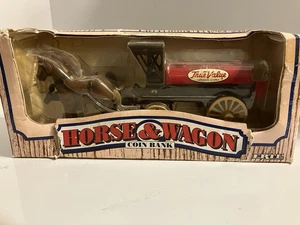 True Value
HORSE & WAGON
COIN BANK
ERTL